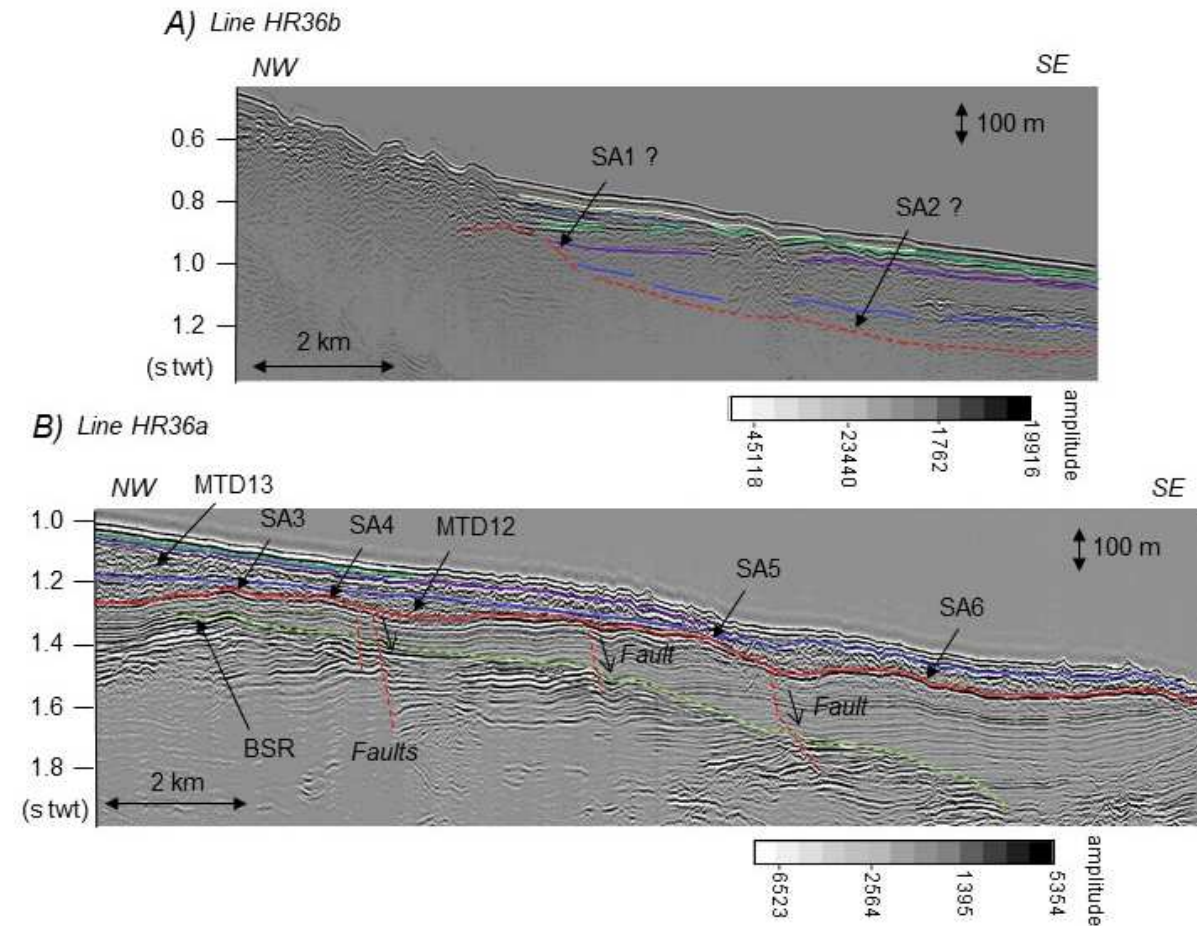 A) Line HR36b
NW
SE
100 m
0.6
SA1 ?
0.8
SA2 ?
1.0
1.2
2 km
(s twt)
amplitude
-45118
-23440
-1762
19916
B) Line HR36a
NW
MTD13
SE
1.0
SA3
SA4
MTD12
100 m
1.2
SA5
SA6
1.4
Fault
1.6
Fault
BSR
Faults
1.8
2 km
(s twt)
amplitude
-6523
-2564
1395
5354